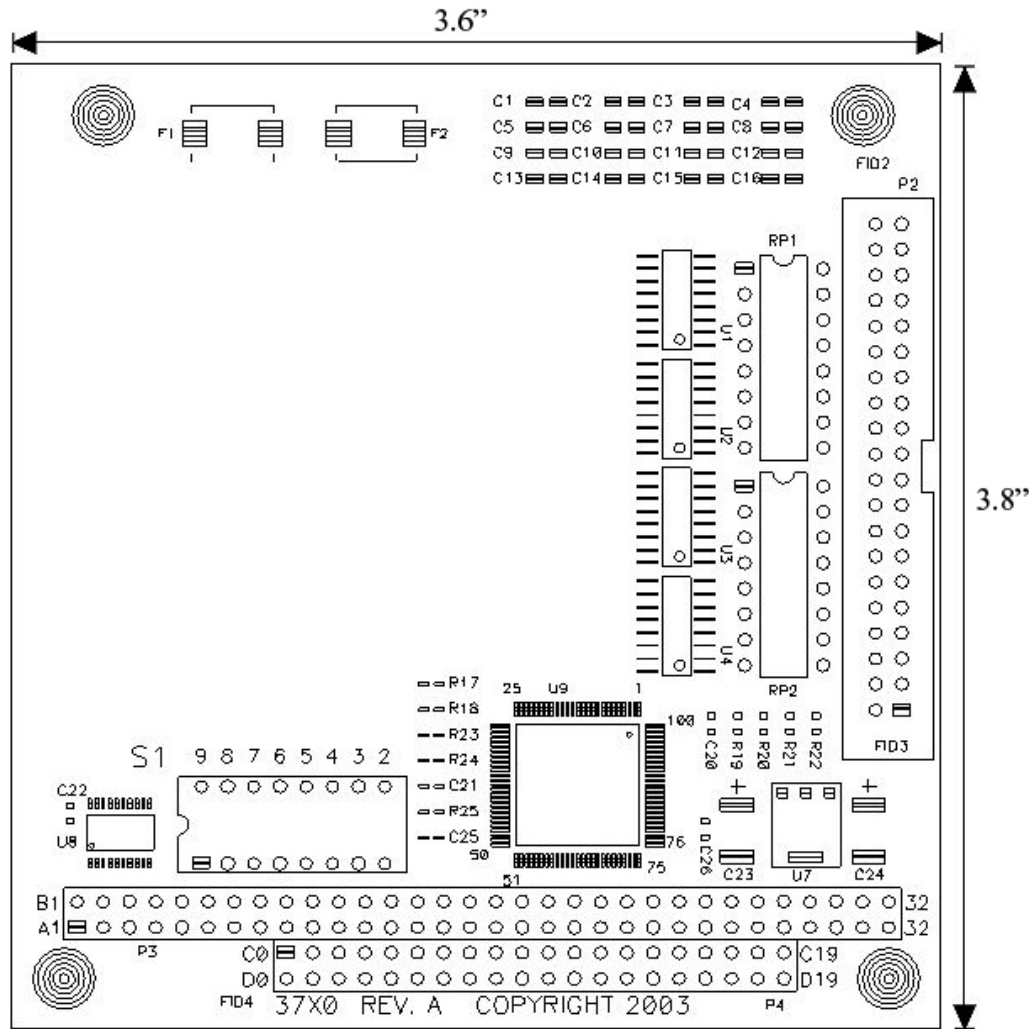 3.6”
F1 F2
C1 C2 C3 C4
C5 C6 C7 C8
C9 C10 C11 C12
C13 C14 C15 C16
FID2
P2
RP1
U1
U2
3.8”
U3
U4
RP2
R17
R18
R23
R24
C21
R25
C25
25 U9 1
100
50
51
75
76
C20 R19 R20 R21 R22
FID3
S1 9 8 7 6 5 4 3 2
C22
U8
+ +
C26
C23 U7 C24
B1 32
A1 32
P3
C0 C19
D0 D19
FID4 37X0 REV. A COPYRIGHT 2003 P4